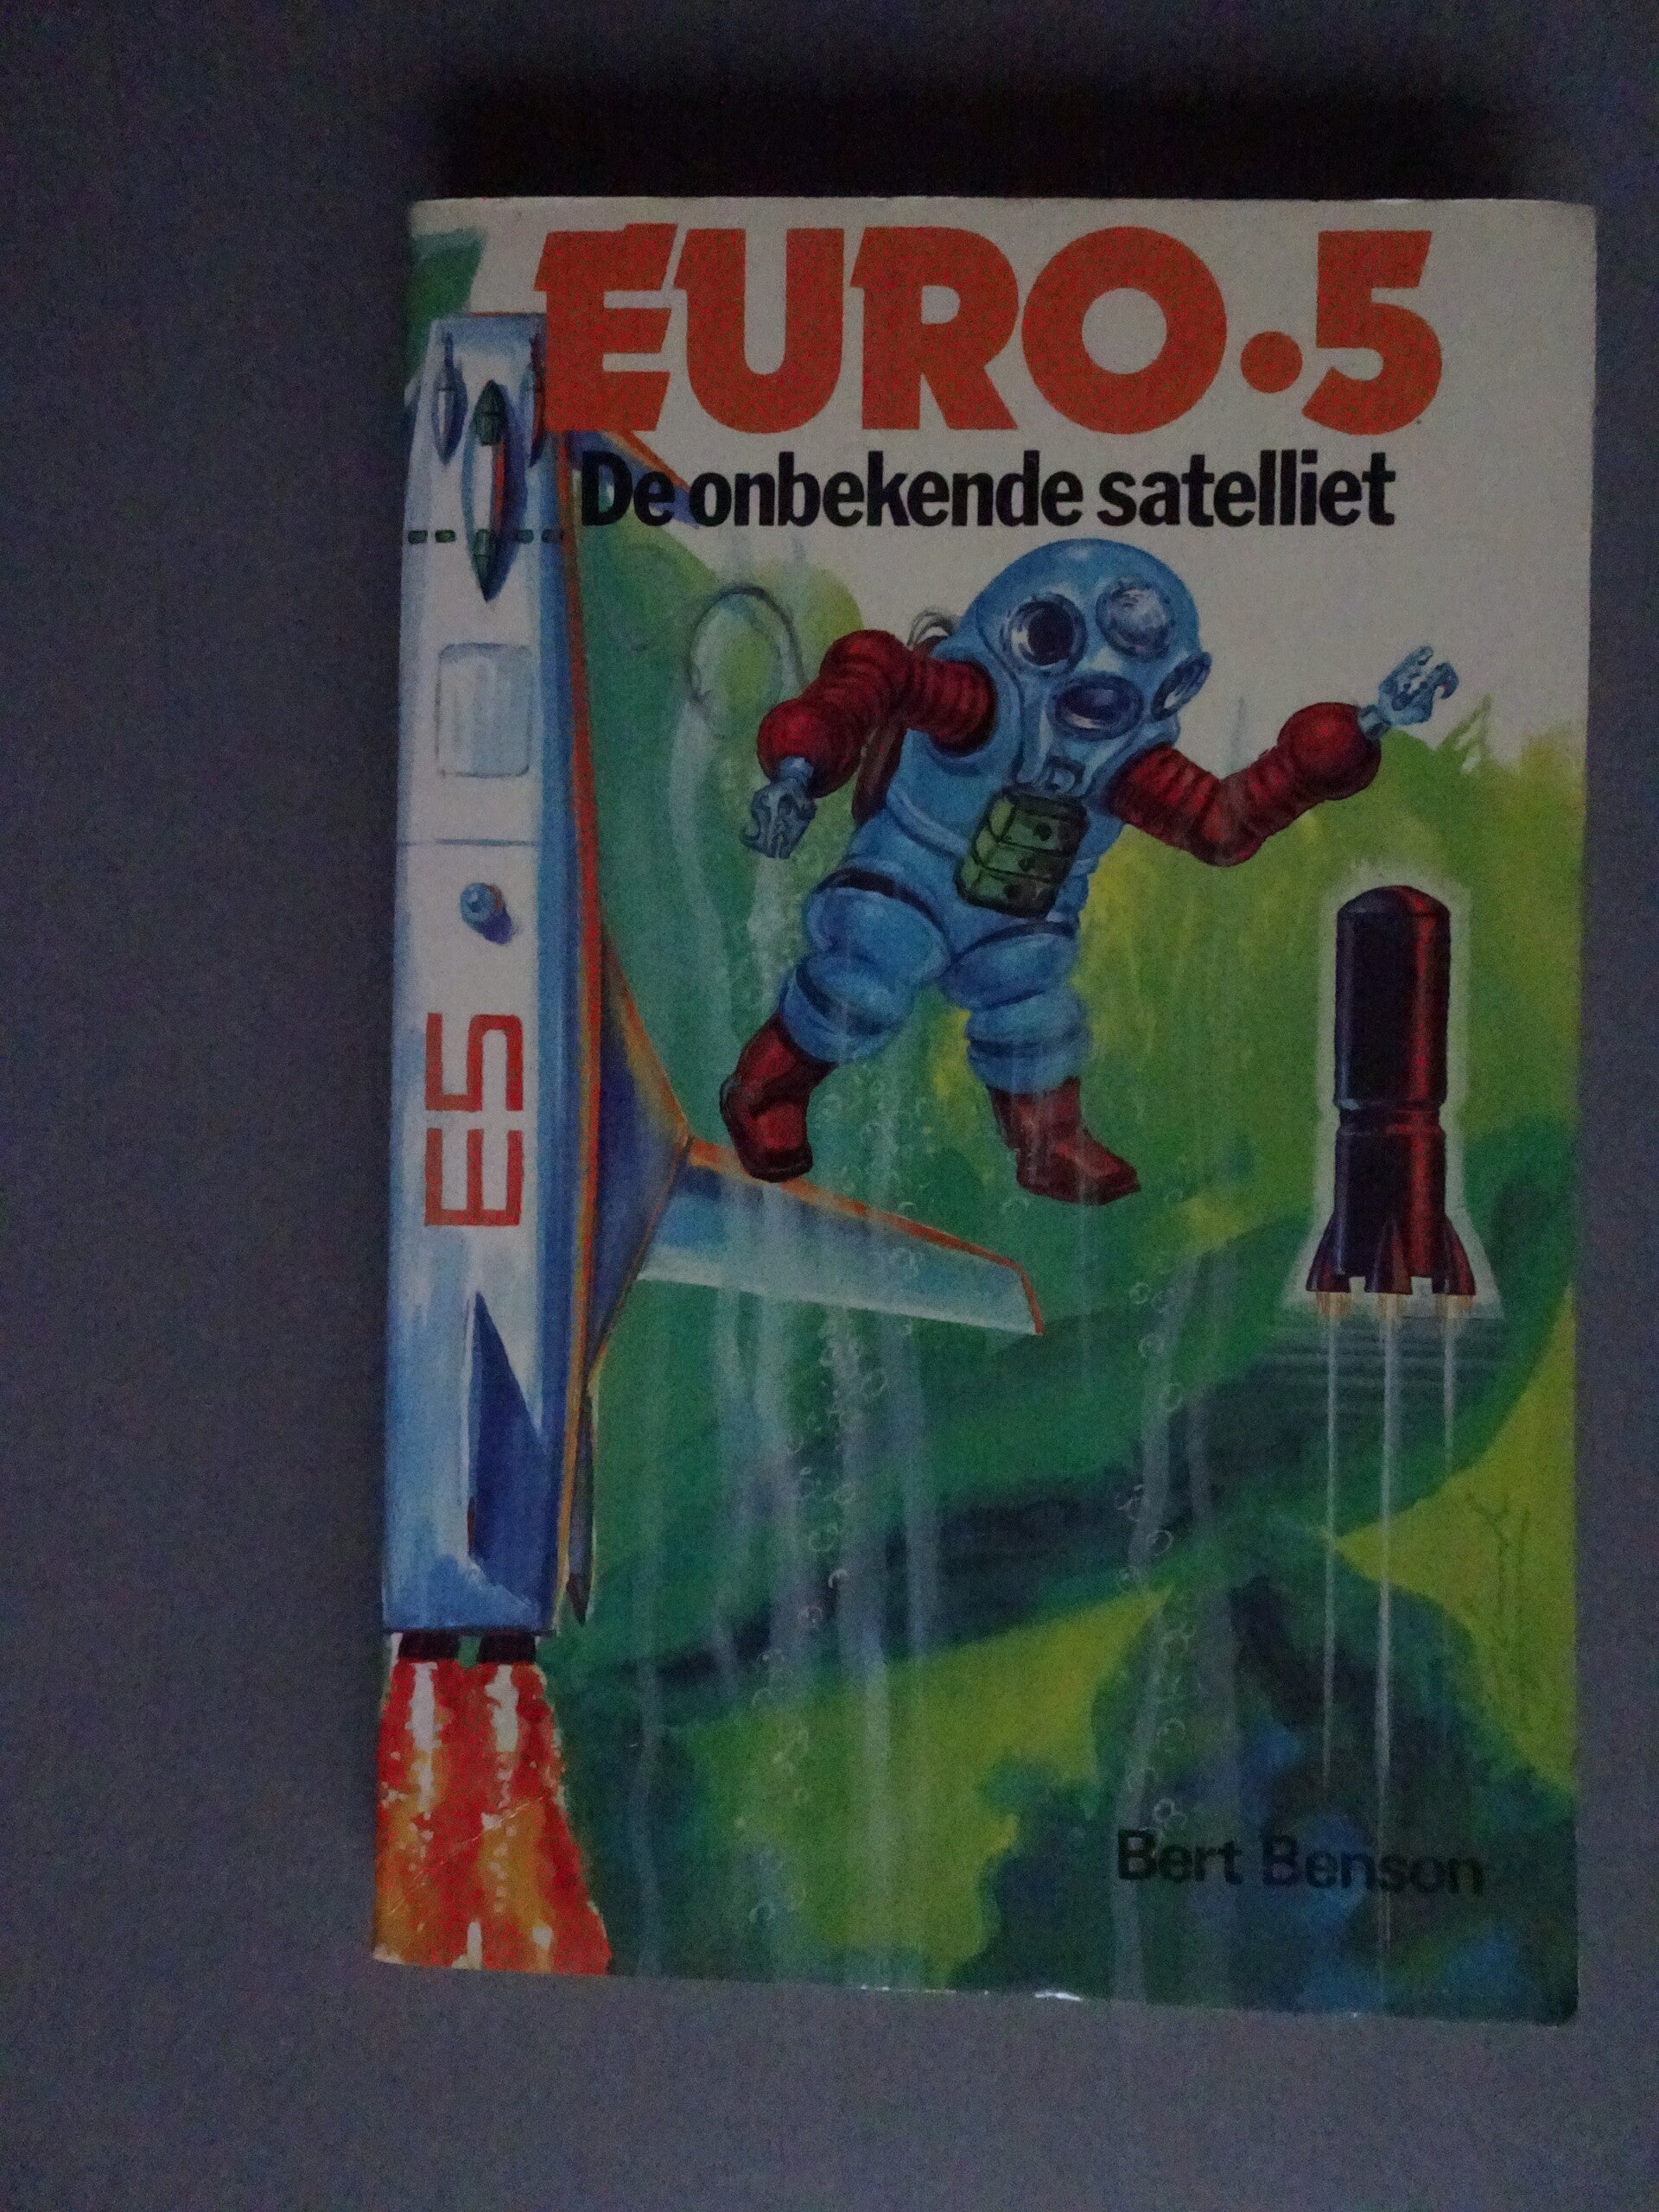 EURO·5
De onbekende satelliet
E5
Bert Benson